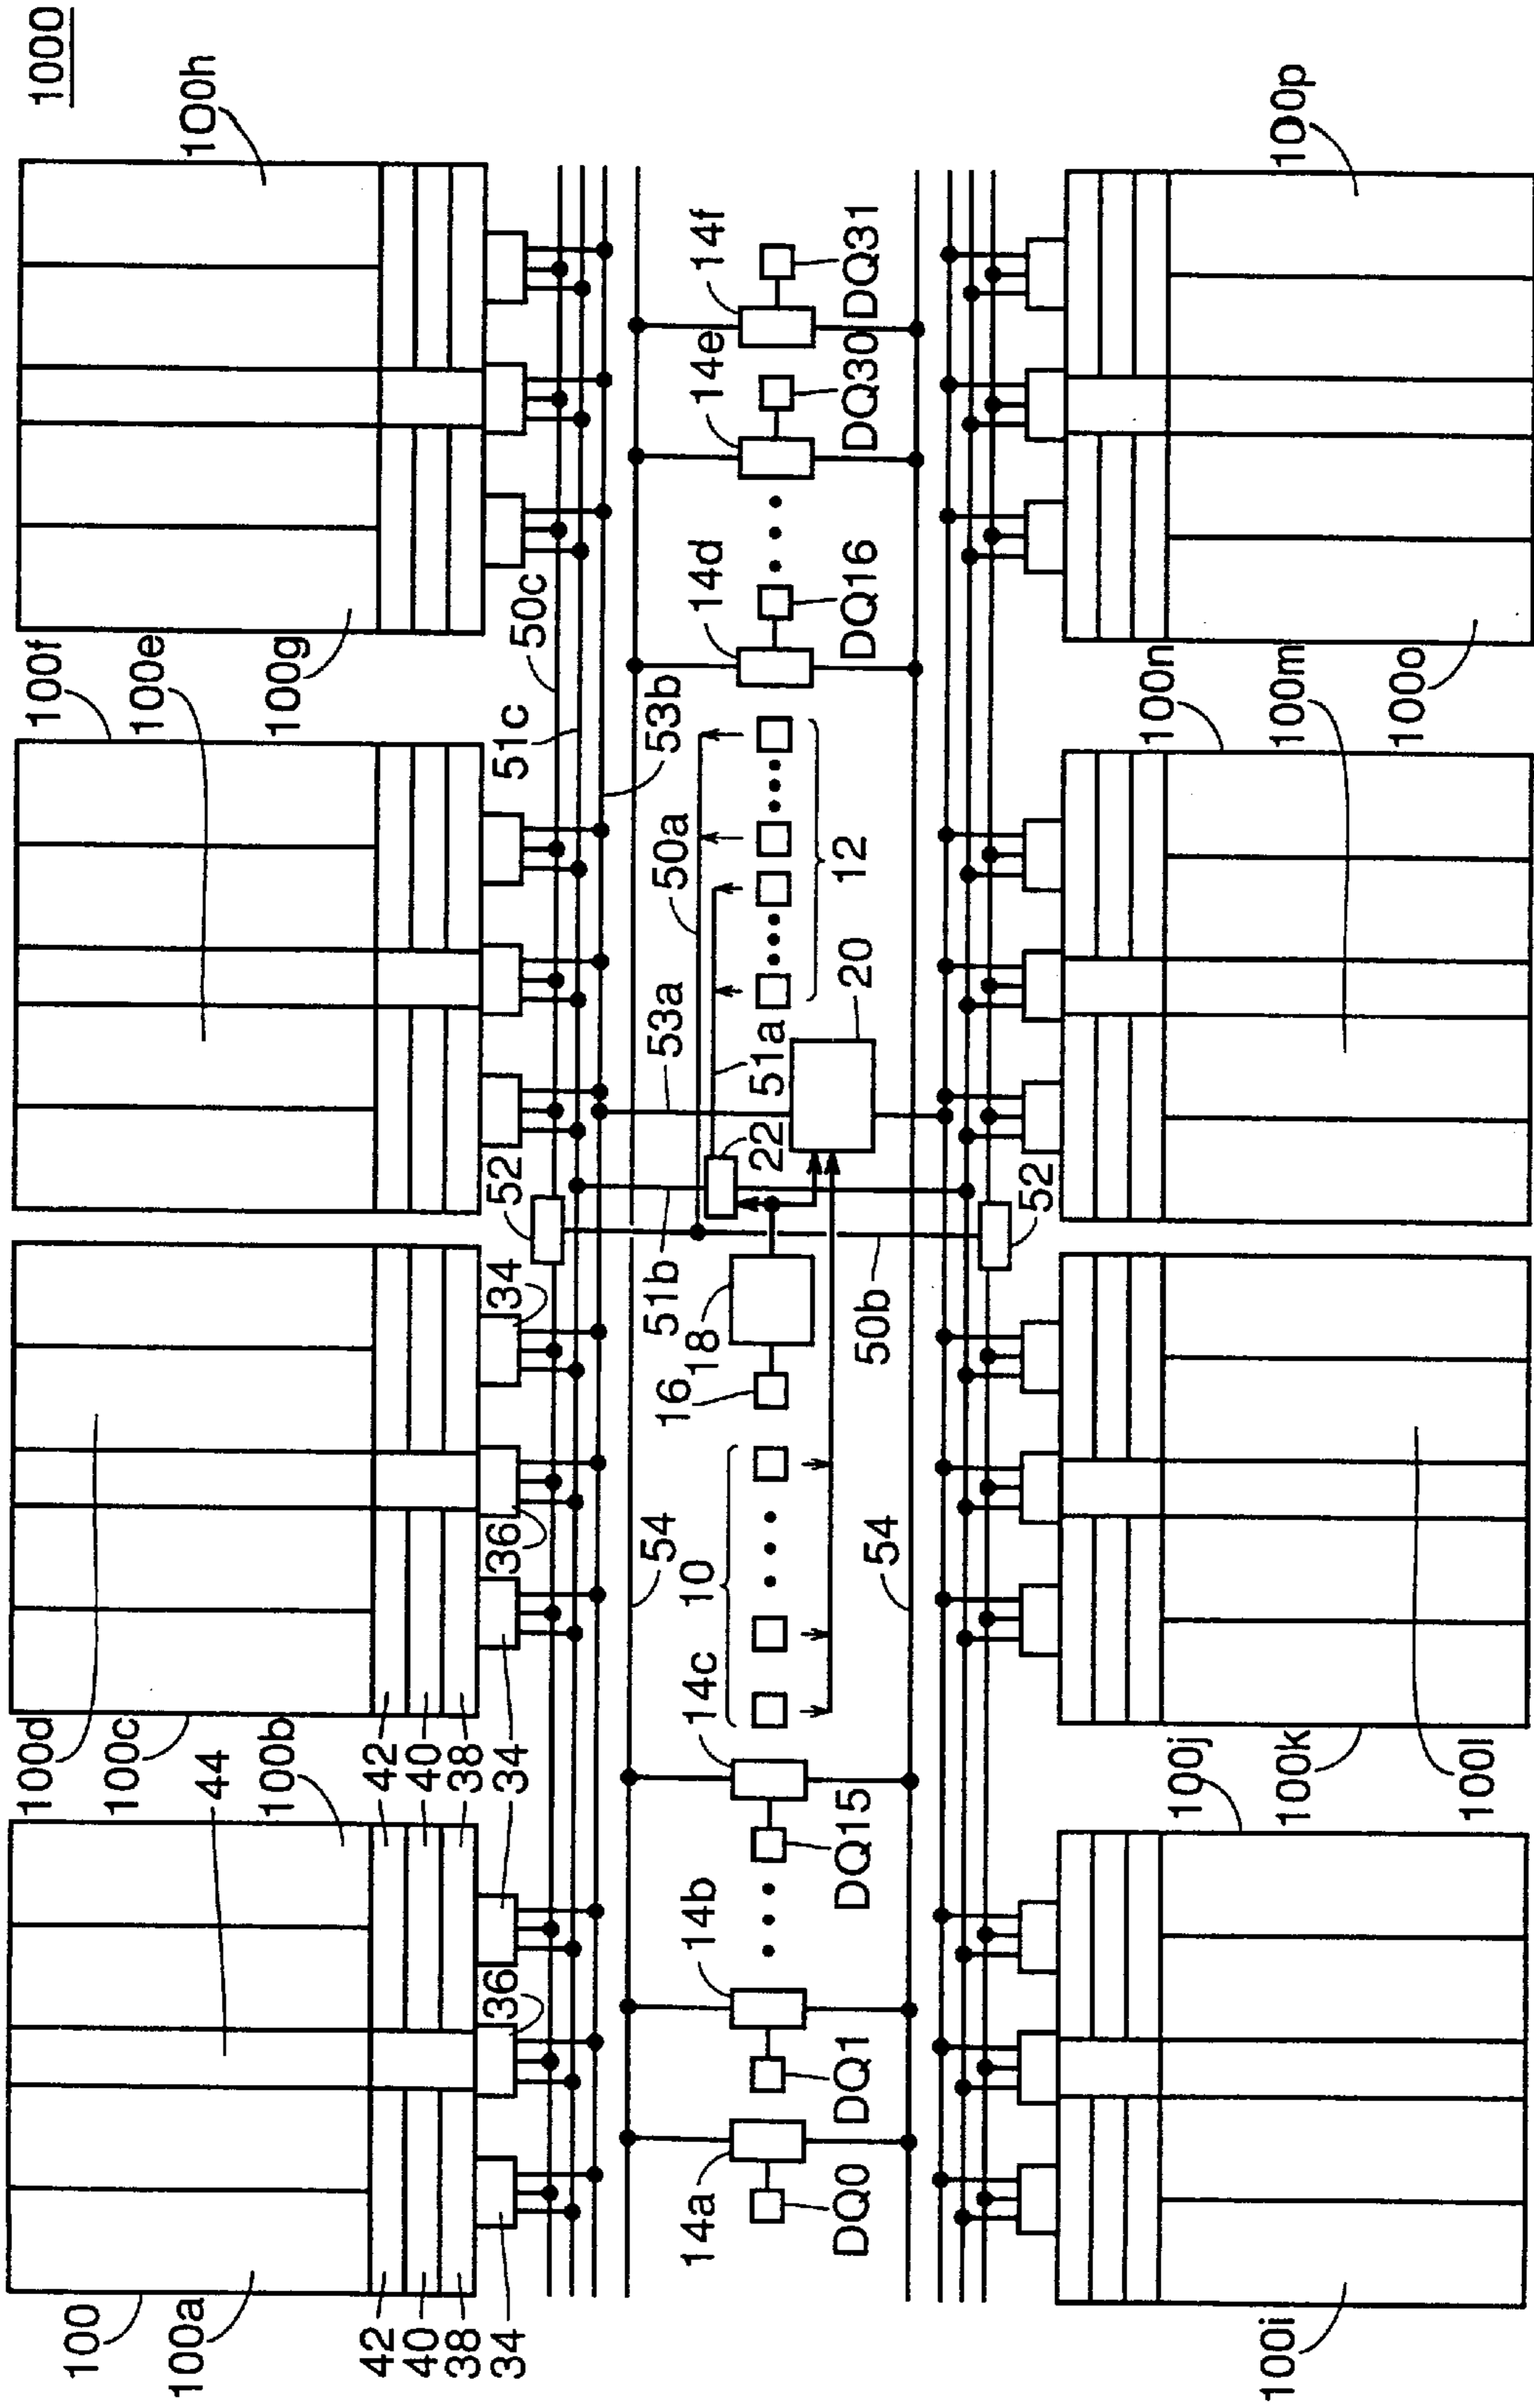 1000
100
100d
100f
100a
100c
100e
100h
44
100b
100g
42
42
40
40
38
38
34
34
36
34
36
34
52
51c
50c
54
51b
53a
50a
53b
14a
14b
14c
10
16
18
22
51a
14d
14e
14f
DQ0
DQ1
DQ15
54
50b
20
12
DQ16
DQ30
DQ31
52
100j
100n
100i
100k
100m
100p
100l
100o